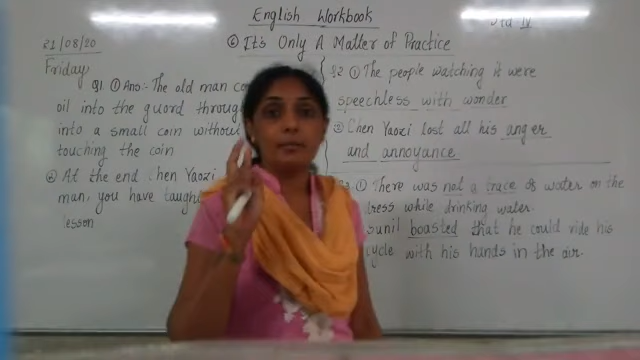 English Workbook
Std IV
21/08/20
⑥ It's Only A Matter of Practice
Friday
Q1. ① Ans:- The old man
oil into the guard throug
into a small coin without
touching the coin
② At the end Chen Yaozi
man, you have taugh
lesson
Q2 ① The people watching it were
speechless with wonder
② Chen Yaozi lost all his anger
and annoyance
① There was not a trace of water on the
dress while drinking water.
Sunil boasted that he could ride his
cycle with his hands in the air.